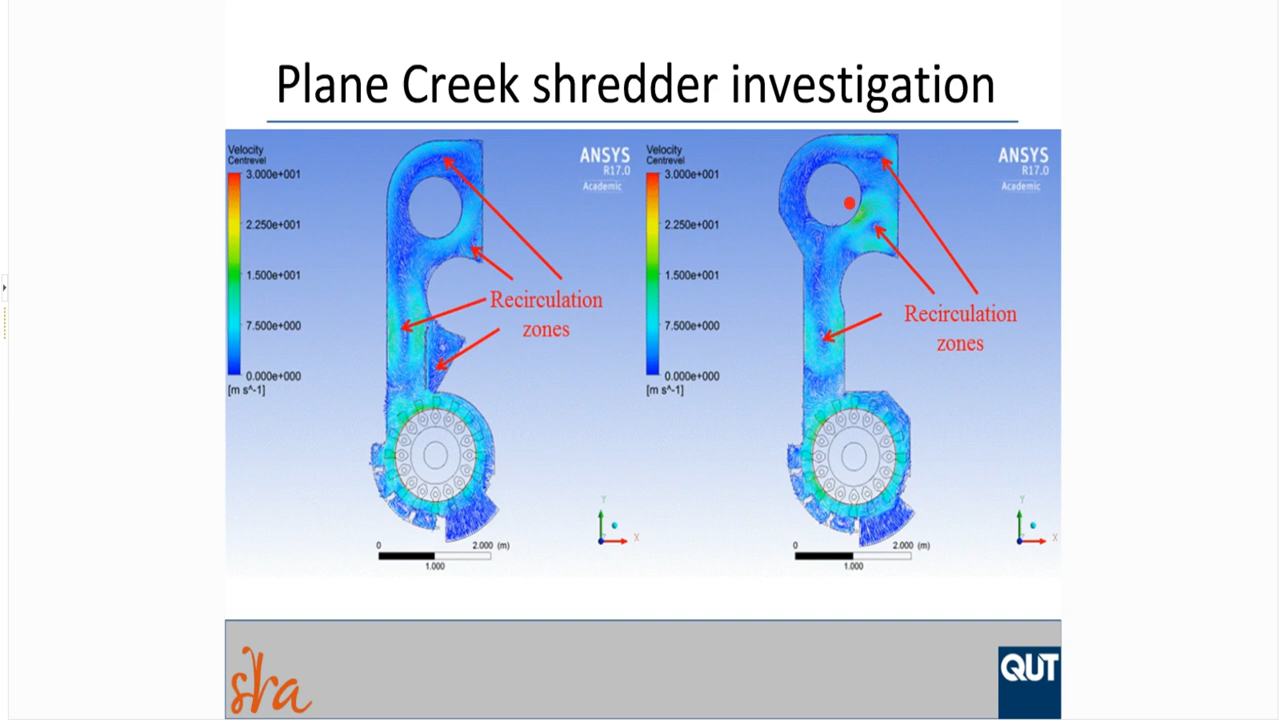 Plane Creek shredder investigation
Velocity
Centrevel
3.000e+001
2.250e+001
1.500e+001
7.500e+000
0.000e+000
[m s^-1]
ANSYS
R17.0
Academic
Recirculation
zones
Y
X
0
2.000 (m)
1.000
Velocity
Centrevel
3.000e+001
2.250e+001
1.500e+001
7.500e+000
0.000e+000
[m s^-1]
ANSYS
R17.0
Academic
Recirculation
zones
Y
X
0
2.000 (m)
1.000
sra
QUT